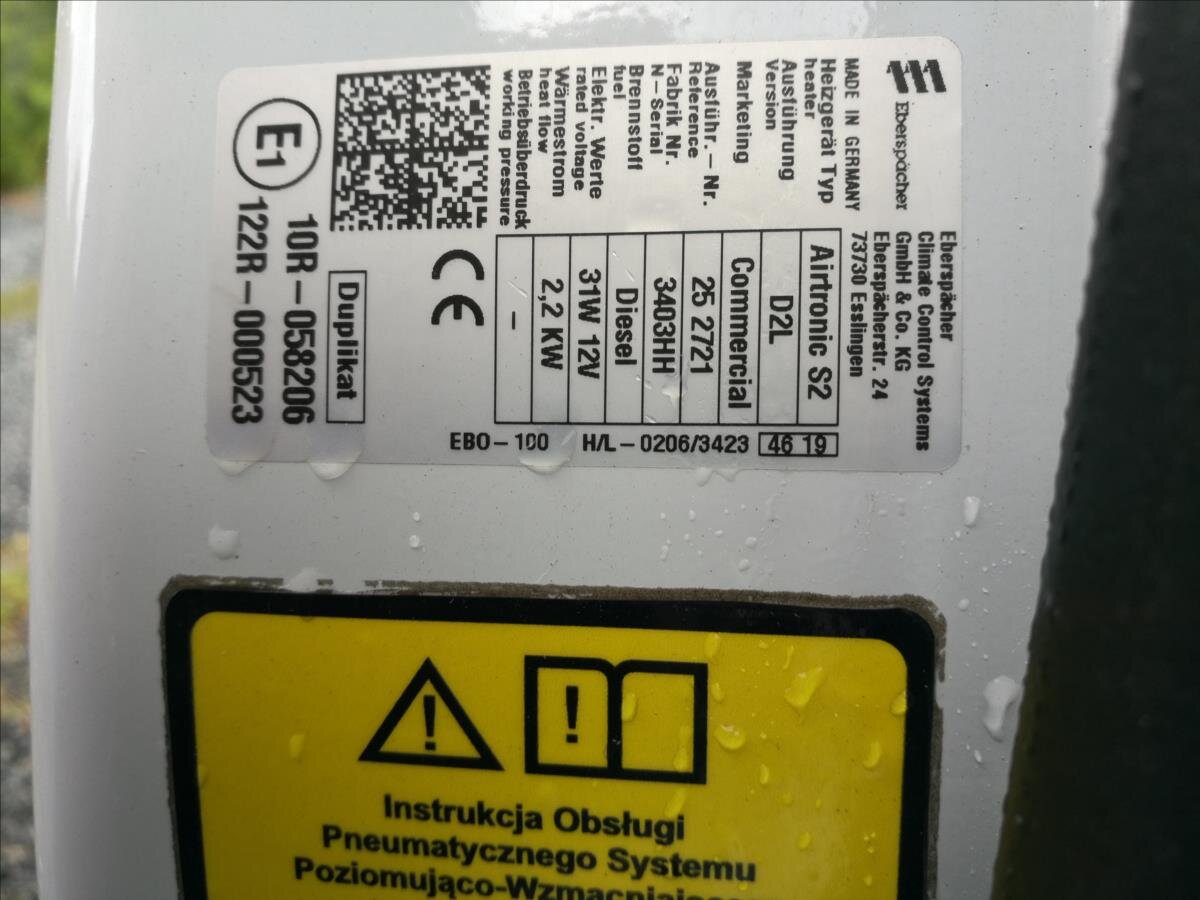 Eberspächer
Eberspächer
Climate Control Systems
GmbH & Co. KG
Eberspächerstr. 24
73730 Esslingen
MADE IN GERMANY
Heizgerät Typ
heater
Airtronic S2
Ausführung
Version
D2L
Marketing
Commercial
Ausführ.-Nr.
Reference
25 2721
Fabrik Nr.
N-Serial
3403HH
Brennstoff
fuel
Diesel
Elektr. Werte
rated voltage
31W 12V
Wärmestrom
heat flow
2,2 KW
Betriebsüberdruck
working pressure
-
46 19
H/L-0206/3423
EBO-100
CE
Duplikat
E1
10R-058206
122R-000523
!
!
Instrukcja Obsługi
Pneumatycznego Systemu
Poziomująco-Wzmacniające